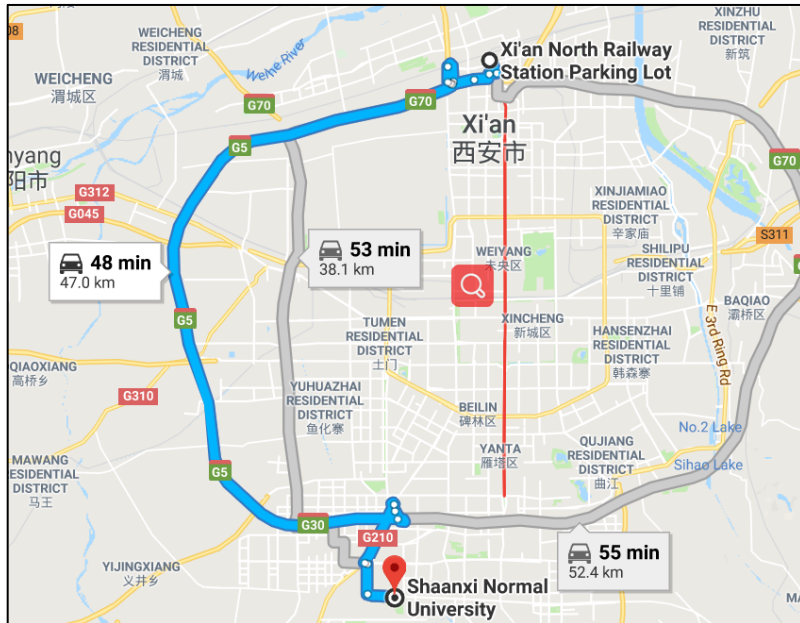 08
WEICHENG
RESIDENTIAL
DISTRICT
渭城
XINZHU
RESIDENTIAL
DISTRICT
新筑
Weihe River
Xi'an North Railway
Station Parking Lot
WEICHENG
渭城区
G70
G70
Xi'an
西安市
G5
nyang
阳市
G70
G312
G045
XINJIAMIAO
RESIDENTIAL
DISTRICT
辛家庙
S311
48 min
47.0 km
53 min
38.1 km
WEIYANG
未央区
SHILIPU
RESIDENTIAL
DISTRICT
十里铺
BAQIAO
灞桥区
G5
TUMEN
RESIDENTIAL
DISTRICT
土门
XINCHENG
新城区
HANSENZHAI
RESIDENTIAL
DISTRICT
韩森寨
E 3rd Ring Rd
QIAOXIANG
高桥乡
G310
YUHUAZHAI
RESIDENTIAL
DISTRICT
鱼化寨
BEILIN
碑林区
No.2 Lake
YANTA
雁塔区
QUJIANG
RESIDENTIAL
DISTRICT
曲江
Sihao Lake
MAWANG
RESIDENTIAL
DISTRICT
马王
G5
G30
G210
55 min
52.4 km
YIJINGXIANG
义井乡
Shaanxi Normal
University
MA